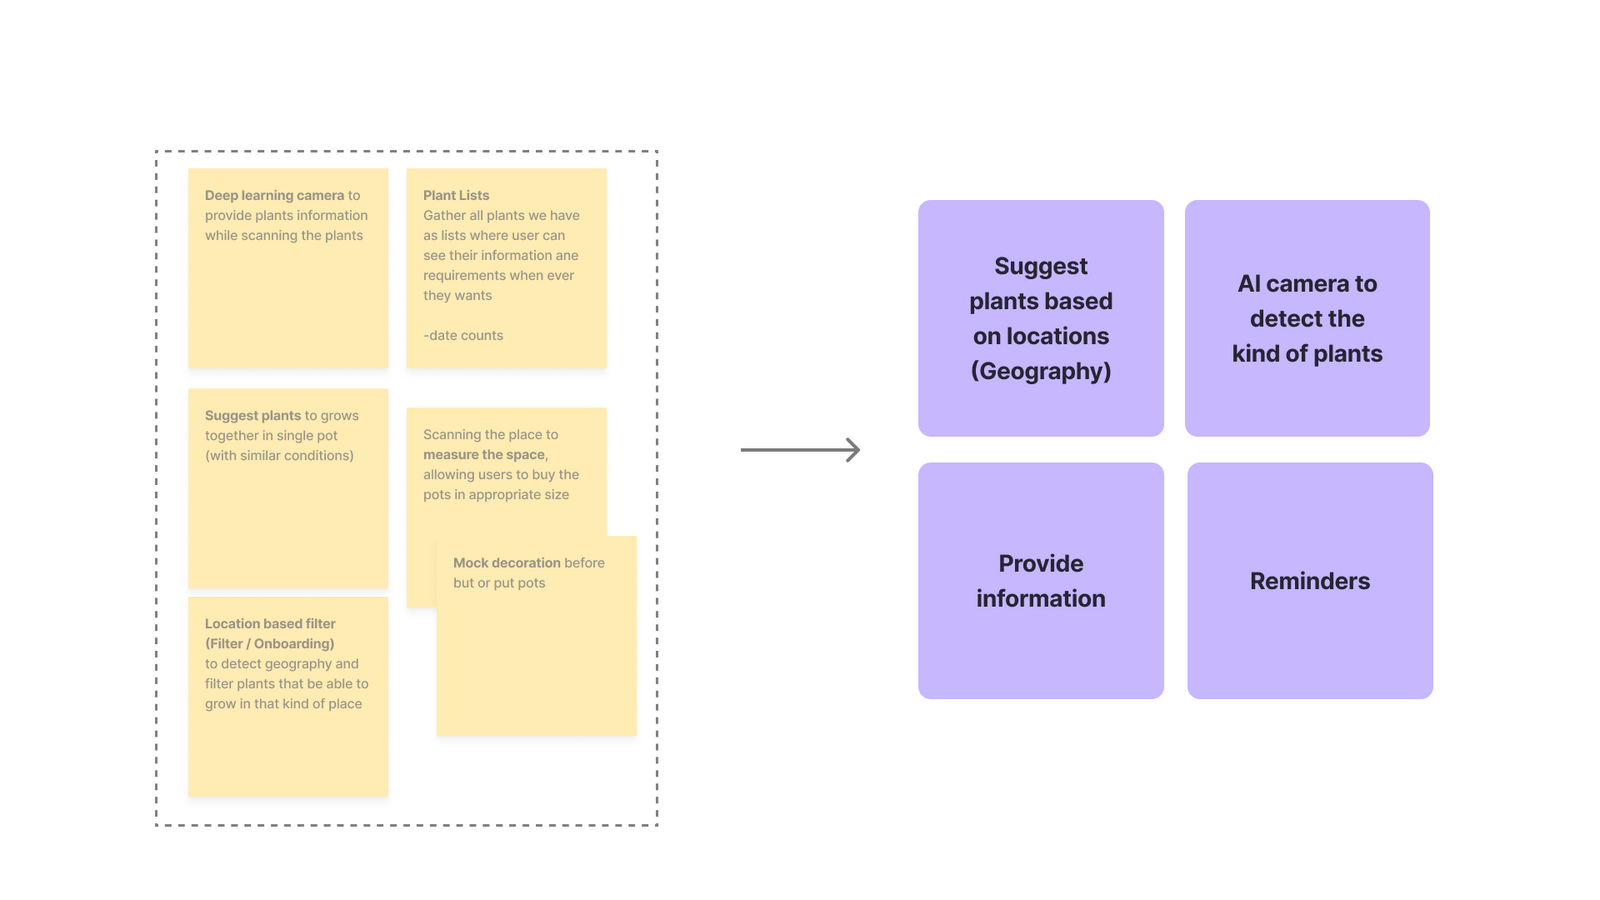 Deep learning camera to
provide plants information
while scanning the plants
Plant Lists
Gather all plants we have
as lists where user can
see their information ane
requirements when ever
they wants
-date counts
Suggest plants to grows
together in single pot
(with similar conditions)
Scanning the place to
measure the space,
allowing users to buy the
pots in appropriate size
Mock decoration before
but or put pots
Location based filter
(Filter / Onboarding)
to detect geography and
filter plants that be able to
grow in that kind of place
Suggest
plants based
on locations
(Geography)
AI camera to
detect the
kind of plants
Provide
information
Reminders